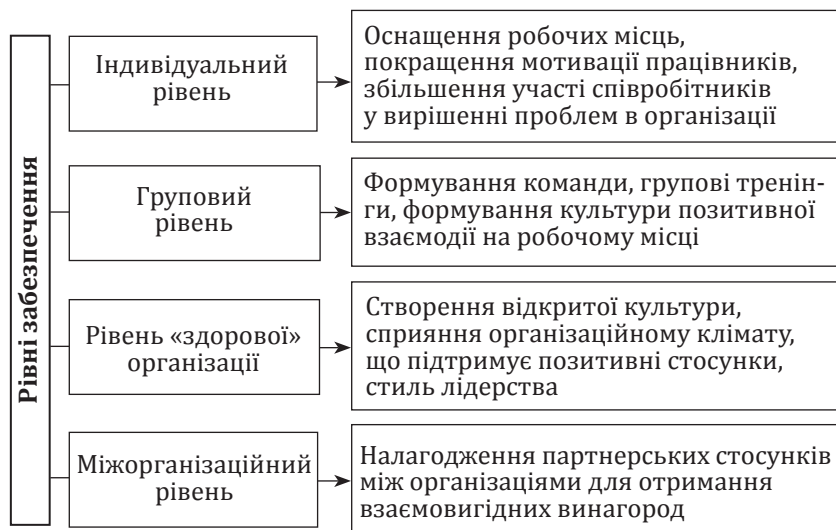 Рівні забезпечення
Індивідуальний
рівень
Оснащення робочих місць,
покращення мотивації працівників,
збільшення участі співробітників
у вирішенні проблем в організації
Груповий
рівень
Формування команди, групові тренін-
ги, формування культури позитивної
взаємодії на робочому місці
Рівень «здорової»
організації
Створення відкритої культури,
сприяння організаційному клімату,
що підтримує позитивні стосунки,
стиль лідерства
Міжорганізаційний
рівень
Налагодження партнерських стосунків
між організаціями для отримання
взаємовигідних винагород